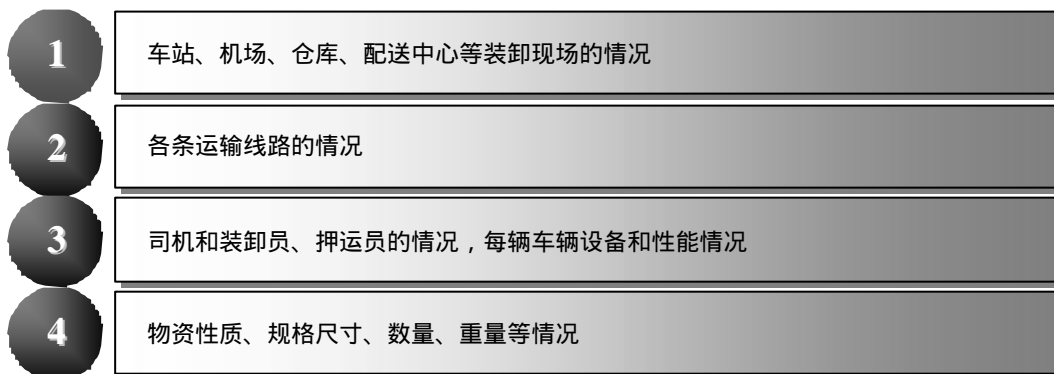 1
车站、机场、仓库、配送中心等装卸现场的情况
2
各条运输线路的情况
3
司机和装卸员、押运员的情况，每辆车辆设备和性能情况
4
物资性质、规格尺寸、数量、重量等情况